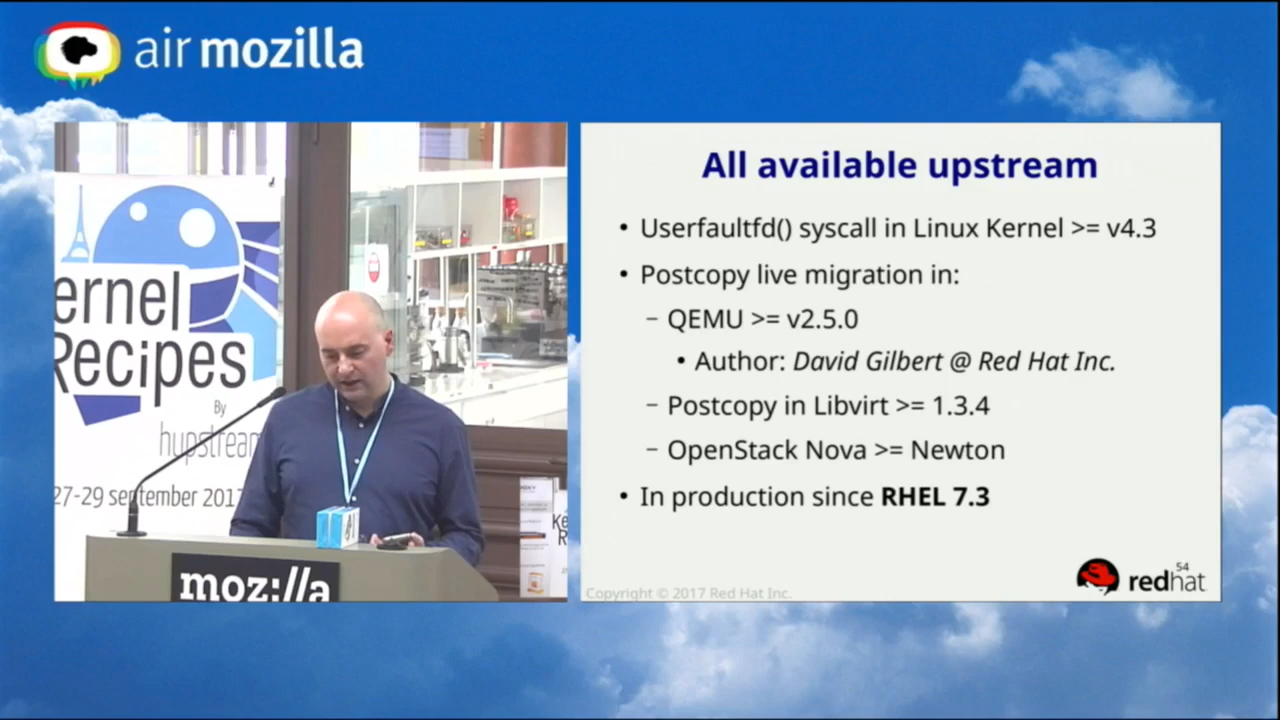 air mozilla
ernel
Recipes
By
hupstream
27-29 september 2017
moz://a
All available upstream
• Userfaultfd() syscall in Linux Kernel >= v4.3
• Postcopy live migration in:
– QEMU >= v2.5.0
• Author: David Gilbert @ Red Hat Inc.
– Postcopy in Libvirt >= 1.3.4
– OpenStack Nova >= Newton
• In production since RHEL 7.3
54
redhat
Copyright © 2017 Red Hat Inc.